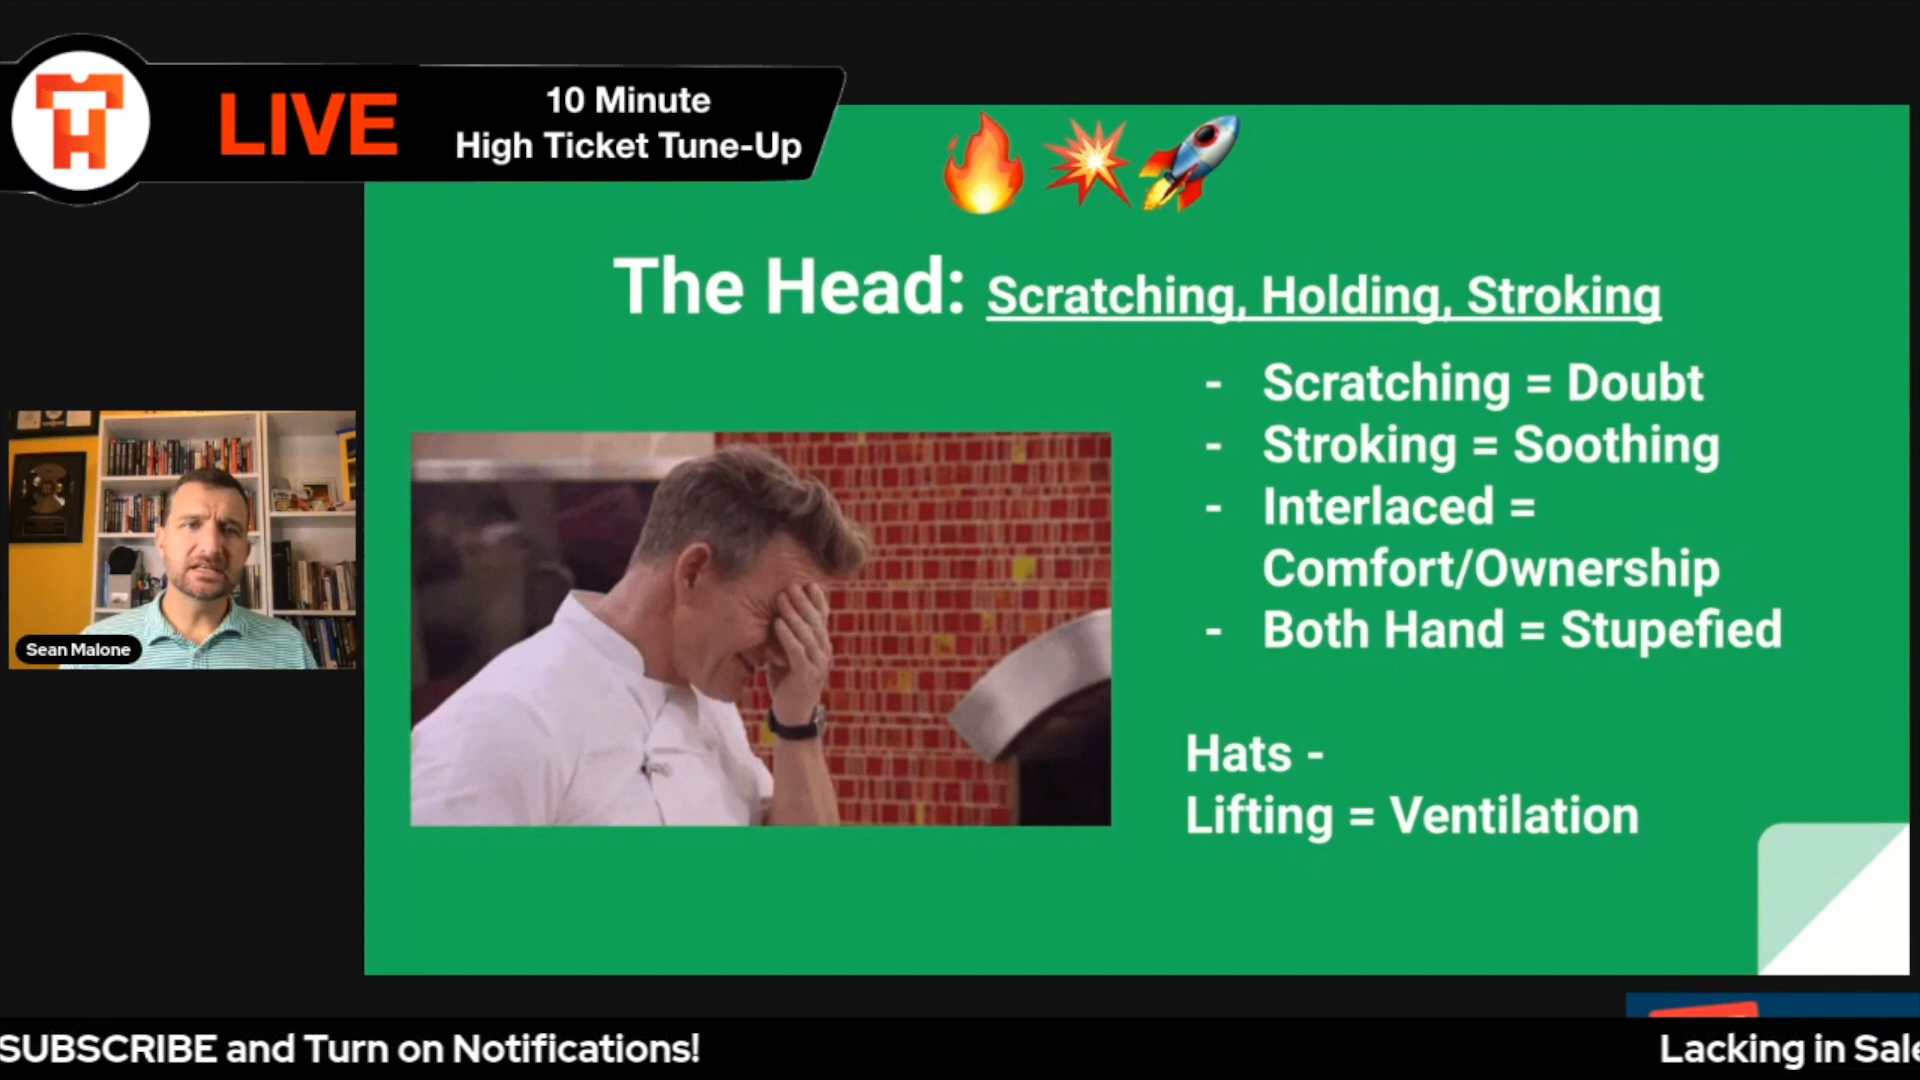 LIVE
10 Minute
High Ticket Tune-Up
The Head: Scratching, Holding, Stroking
- Scratching = Doubt
- Stroking = Soothing
- Interlaced =
Comfort/Ownership
- Both Hand = Stupefied
Hats -
Lifting = Ventilation
Sean Malone
SUBSCRIBE and Turn on Notifications!
Lacking in Sale